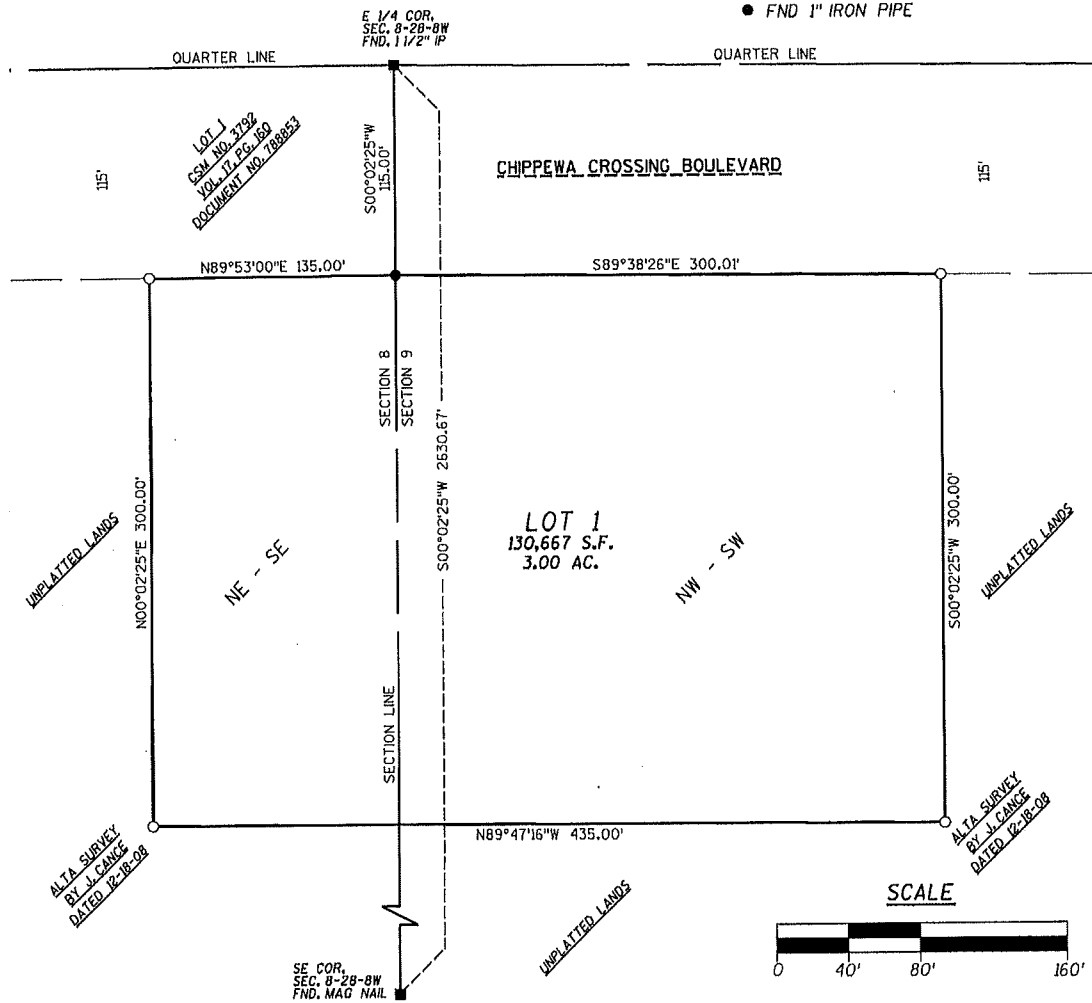 E 1/4 COR,
SEC. 8-28-8W
FND. 1 1/2" IP
● FND 1" IRON PIPE
QUARTER LINE
QUARTER LINE
LOT 1
CSM NO. 3792
VOL. 17, PG. 160
DOCUMENT NO. 788853
115'
S00°02'25"W
115.00'
CHIPPEWA CROSSING BOULEVARD
115'
N89°53'00"E 135.00'
S89°38'26"E 300.01'
SECTION 8
SECTION 9
S00°02'25"W 2630.67'
N00°02'25"E 300.00'
UNPLATTED LANDS
NE - SE
LOT 1
130,667 S.F.
3.00 AC.
NW - SW
S00°02'25"W 300.00'
UNPLATTED LANDS
SECTION LINE
N89°47'16"W 435.00'
ALTA SURVEY
BY J. CANCE
DATED 12-18-08
ALTA SURVEY
BY J. CANCE
DATED 12-18-08
UNPLATTED LANDS
SCALE
0 40' 80' 160'
SE COR,
SEC. 8-28-8W
FND. MAG NAIL